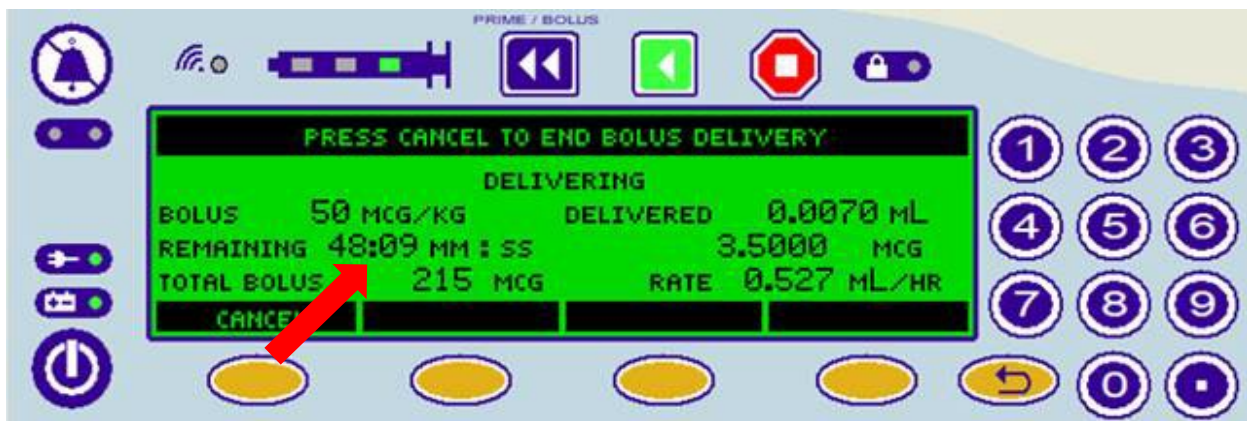 PRIME / BOLUS
PRESS CANCEL TO END BOLUS DELIVERY
DELIVERING
BOLUS 50 MCG/KG DELIVERED 0.0070 mL
REMAINING 48:09 MM : SS 3.5000 MCG
TOTAL BOLUS 215 MCG RATE 0.527 mL/HR
CANCEL
1 2 3
4 5 6
7 8 9
0 .